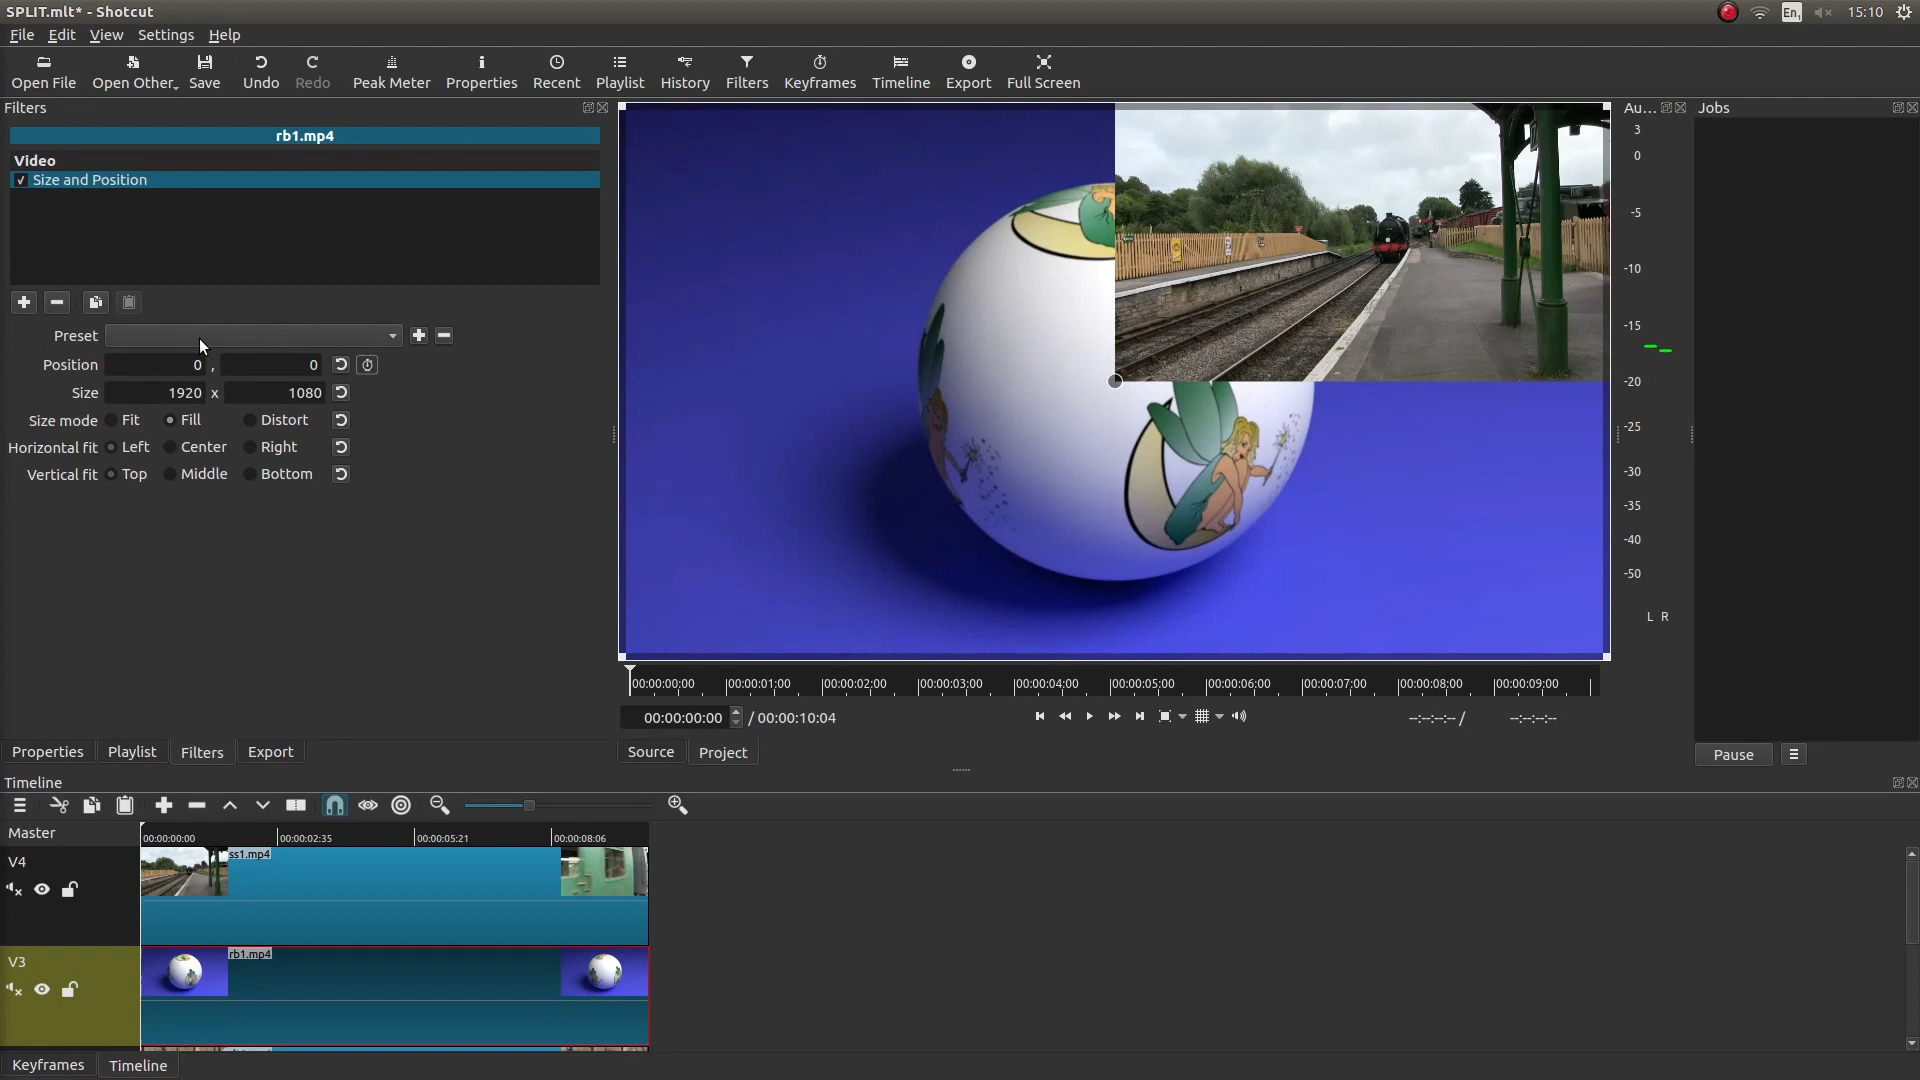 SPLIT.mlt* - Shotcut
En1
15:10
File Edit View Settings Help
Open File Open Other Save Undo Redo Peak Meter Properties Recent Playlist History Filters Keyframes Timeline Export Full Screen
Filters
rb1.mp4
Video
Size and Position
Preset
Position 0 , 0
Size 1920 x 1080
Size mode Fit Fill Distort
Horizontal fit Left Center Right
Vertical fit Top Middle Bottom
Properties Playlist Filters Export
00:00:00:00 00:00:01:00 00:00:02:00 00:00:03:00 00:00:04:00 00:00:05:00 00:00:06:00 00:00:07:00 00:00:08:00 00:00:09:00
00:00:00:00 / 00:00:10:04 --:--:--:-- / --:--:--:--
Source Project
Au...
3
0
-5
-10
-15
-20
-25
-30
-35
-40
-50
L R
Jobs
Pause
Timeline
Master
00:00:00:00 00:00:02:35 00:00:05:21 00:00:08:06
V4
ss1.mp4
V3
rb1.mp4
Keyframes Timeline